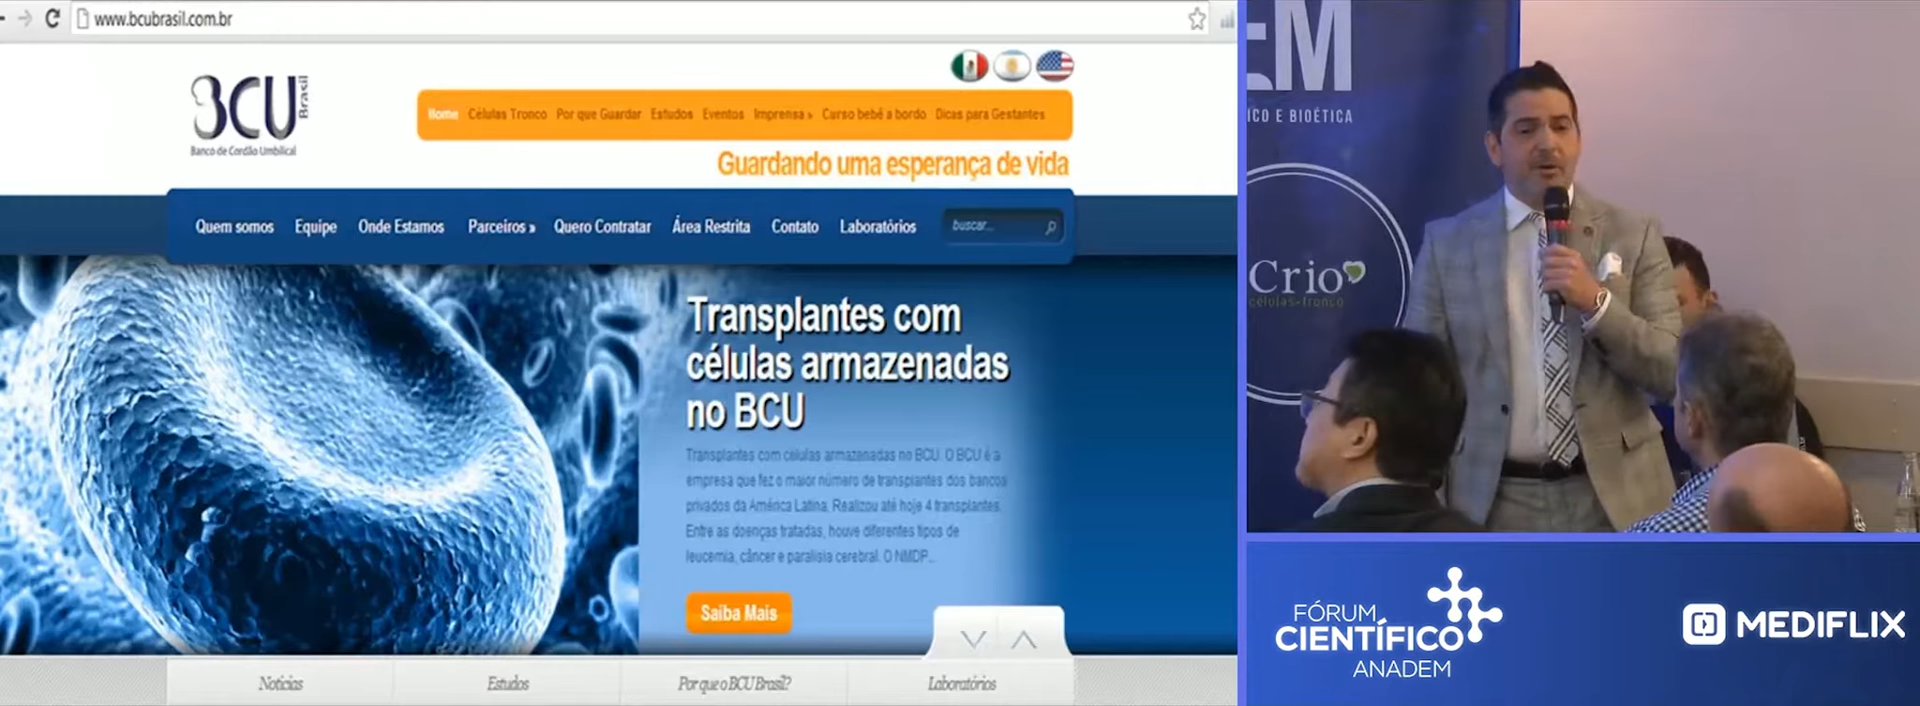 www.bcubrasil.com.br
BCU Brasil
Banco de Cordão Umbilical
Home Células Tronco Por que Guardar Estudos Eventos Imprensa » Curso bebê a bordo Dicas para Gestantes
Guardando uma esperança de vida
Quem somos Equipe Onde Estamos Parceiros » Quero Contratar Área Restrita Contato Laboratórios buscar...
Transplantes com
células armazenadas
no BCU
Transplantes com células armazenadas no BCU. O BCU é a
empresa que fez o maior número de transplantes dos bancos
privados da América Latina. Realizou até hoje 4 transplantes.
Entre as doenças tratadas, houve diferentes tipos de
leucemia, câncer e paralisia cerebral. O NMDP...
Saiba Mais
Notícias Estudos Por que o BCU Brasil? Laboratórios
EM
ICO E BIOÉTICA
Crio
células-tronco
FÓRUM
CIENTÍFICO
ANADEM
MEDIFLIX